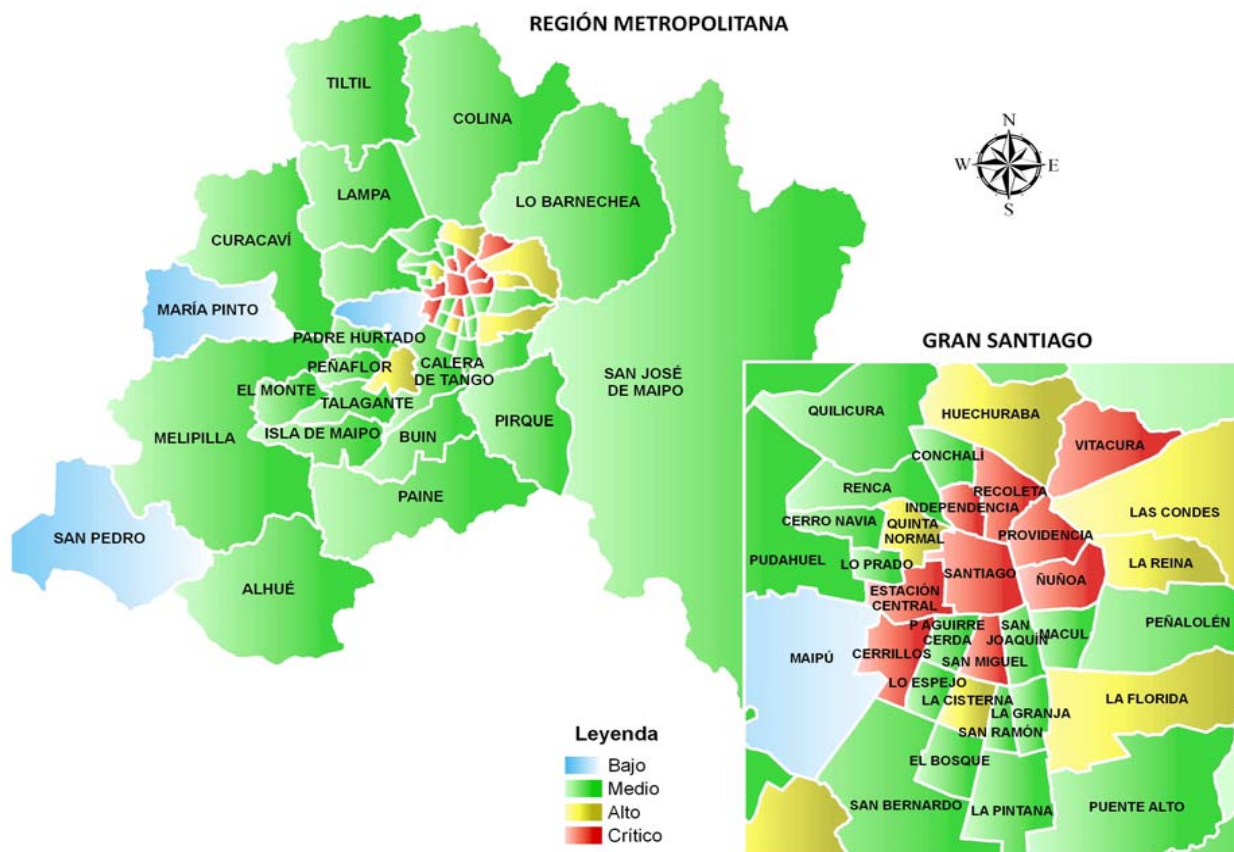 REGIÓN METROPOLITANA
TILTIL
COLINA
N
W
E
S
LAMPA
LO BARNECHEA
CURACAVÍ
MARÍA PINTO
PADRE HURTADO
PEÑAFLOR
CALERA
DE TANGO
EL MONTE
TALAGANTE
SAN JOSÉ
DE MAIPO
MELIPILLA
ISLA DE MAIPO
BUIN
PIRQUE
PAINE
SAN PEDRO
ALHUÉ
GRAN SANTIAGO
QUILICURA
HUECHURABA
VITACURA
CONCHALÍ
RENCA
RECOLETA
INDEPENDENCIA
LAS CONDES
CERRO NAVIA
QUINTA
NORMAL
PROVIDENCIA
PUDAHUEL
LO PRADO
SANTIAGO
LA REINA
ÑUÑOA
ESTACIÓN
CENTRAL
P AGUIRRE
CERDA
SAN
JOAQUÍN
MACUL
PEÑALOLÉN
MAIPÚ
CERRILLOS
SAN MIGUEL
LO ESPEJO
LA CISTERNA
LA GRANJA
LA FLORIDA
SAN RAMÓN
EL BOSQUE
SAN BERNARDO
LA PINTANA
PUENTE ALTO
Leyenda
Bajo
Medio
Alto
Crítico